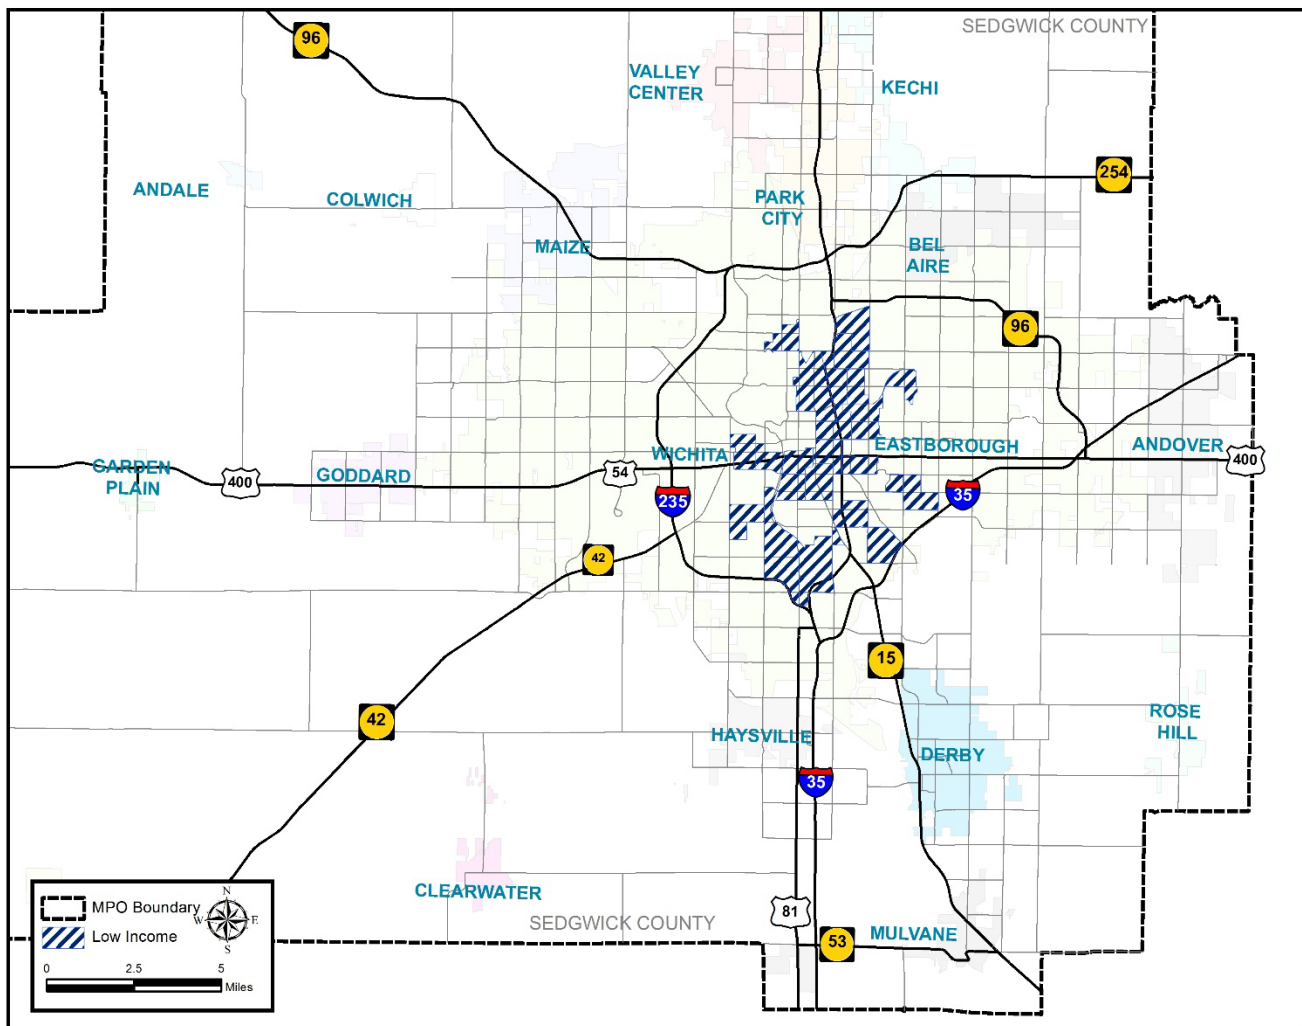 SEDGWICK COUNTY
96
VALLEY
CENTER
KECHI
254
ANDALE
COLWICH
PARK
CITY
MAIZE
BEL
AIRE
96
WICHITA
EASTBOROUGH
ANDOVER
400
GARDEN
PLAIN
400
GODDARD
54
235
35
42
15
42
HAYSVILLE
DERBY
ROSE
HILL
35
CLEARWATER
81
SEDGWICK COUNTY
53
MULVANE
MPO Boundary
Low Income
N
W
E
S
0
2.5
5
Miles